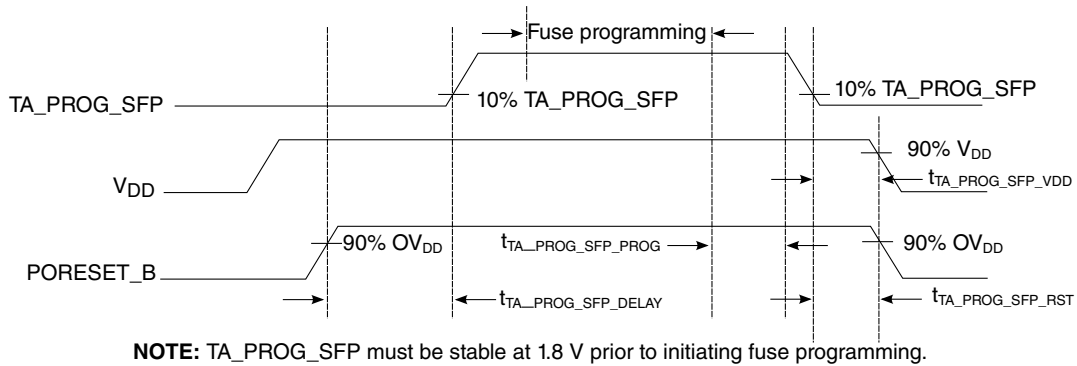 Fuse programming
TA_PROG_SFP
10% TA_PROG_SFP
10% TA_PROG_SFP
90% VDD
VDD
tTA_PROG_SFP_VDD
90% OVDD
tTA_PROG_SFP_PROG
90% OVDD
PORESET_B
tTA_PROG_SFP_DELAY
tTA_PROG_SFP_RST
NOTE: TA_PROG_SFP must be stable at 1.8 V prior to initiating fuse programming.